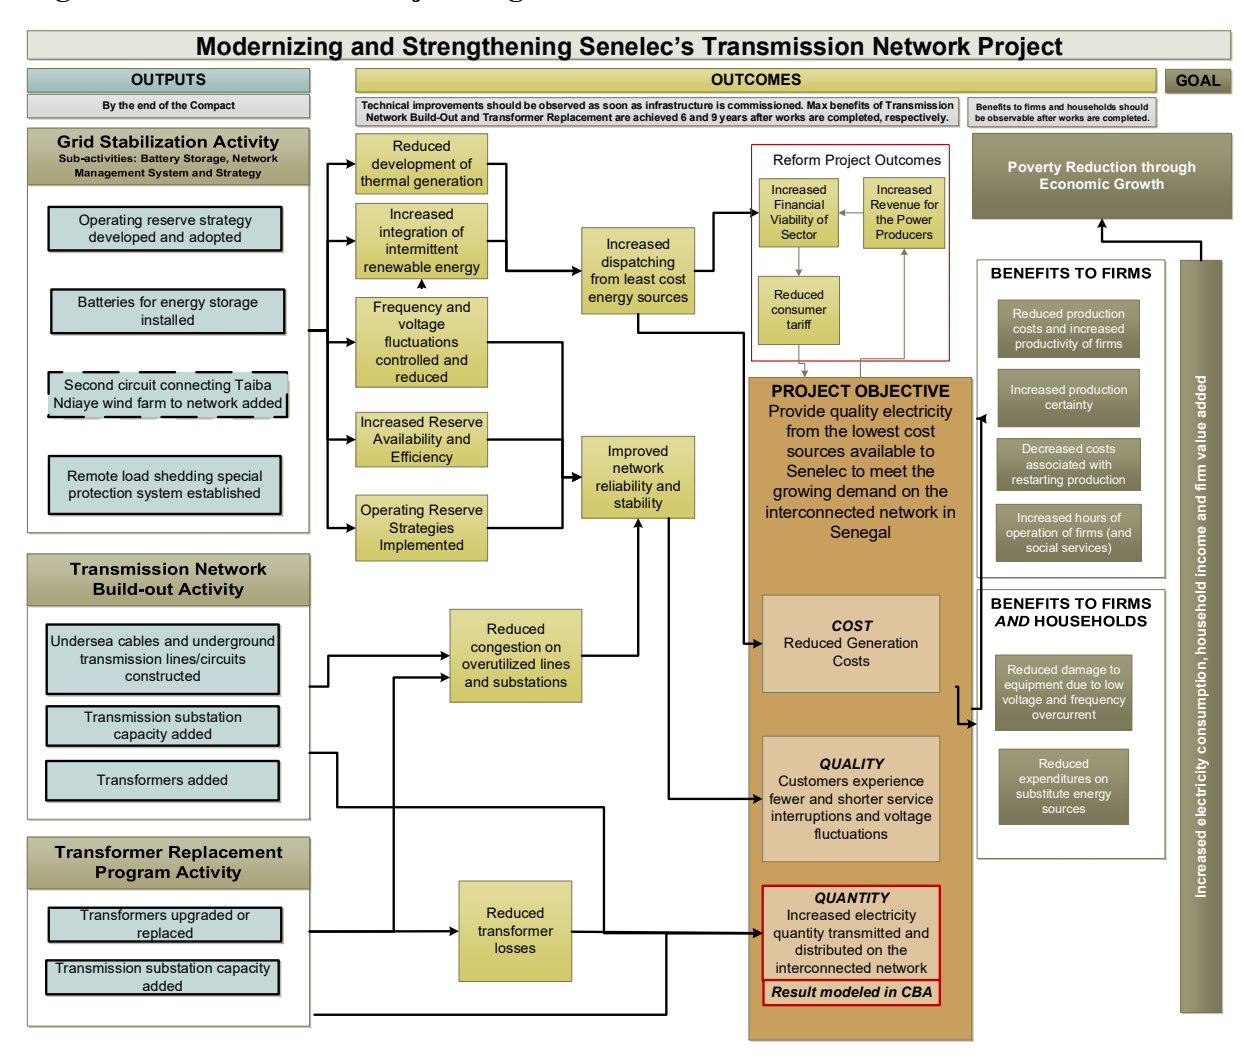 Modernizing and Strengthening Senelec's Transmission Network Project
OUTPUTS
By the end of the Compact
OUTCOMES
Technical improvements should be observed as soon as infrastructure is commissioned. Max benefits of Transmission
Network Build-Out and Transformer Replacement are achieved 6 and 9 years after works are completed, respectively.
Benefits to firms and households should
be observable after works are completed.
GOAL
Grid Stabilization Activity
Sub-activities: Battery Storage, Network
Management System and Strategy
Operating reserve strategy
developed and adopted
Batteries for energy storage
installed
Second circuit connecting Taiba
Ndiaye wind farm to network added
Remote load shedding special
protection system established
Transmission Network
Build-out Activity
Undersea cables and underground
transmission lines/circuits
constructed
Transmission substation
capacity added
Transformers added
Transformer Replacement
Program Activity
Transformers upgraded or
replaced
Transmission substation capacity
added
Reduced
development of
thermal generation
Increased
integration of
intermittent
renewable energy
Frequency and
voltage
fluctuations
controlled and
reduced
Increased Reserve
Availability and
Efficiency
Operating Reserve
Strategies
Implemented
Reduced
congestion on
overutilized lines
and substations
Reduced
transformer
losses
Increased
dispatching
from least cost
energy sources
Improved
network
reliability and
stability
Reform Project Outcomes
Increased
Financial
Viability of
Sector
Increased
Revenue for
the Power
Producers
Reduced
consumer
tariff
PROJECT OBJECTIVE
Provide quality electricity
from the lowest cost
sources available to
Senelec to meet the
growing demand on the
interconnected network in
Senegal
COST
Reduced Generation
Costs
QUALITY
Customers experience
fewer and shorter service
interruptions and voltage
fluctuations
QUANTITY
Increased electricity
quantity transmitted and
distributed on the
interconnected network
Result modeled in CBA
Poverty Reduction through
Economic Growth
BENEFITS TO FIRMS
Reduced production
costs and increased
productivity of firms
Increased production
certainty
Decreased costs
associated with
restarting production
Increased hours of
operation of firms (and
social services)
BENEFITS TO FIRMS
AND HOUSEHOLDS
Reduced damage to
equipment due to low
voltage and frequency
overcurrent
Reduced
expenditures on
substitute energy
sources
Increased electricity consumption, household income and firm value added